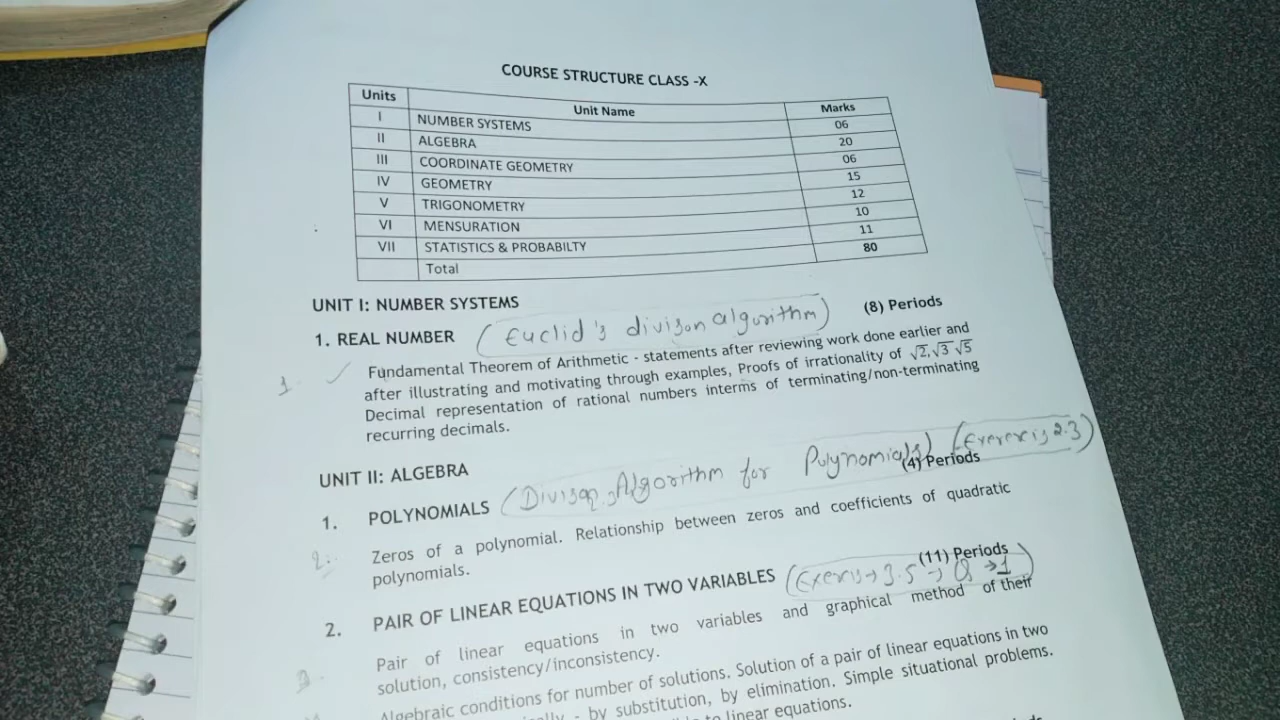 COURSE STRUCTURE CLASS -X
Units Unit Name Marks
I NUMBER SYSTEMS 06
II ALGEBRA 20
III COORDINATE GEOMETRY 06
IV GEOMETRY 15
V TRIGONOMETRY 12
VI MENSURATION 10
VII STATISTICS & PROBABILTY 11
Total 80
UNIT I: NUMBER SYSTEMS
1. REAL NUMBER (Euclid's divison algorithm) (8) Periods
1. ✓ Fundamental Theorem of Arithmetic - statements after reviewing work done earlier and
after illustrating and motivating through examples, Proofs of irrationality of √2, √3 √5
Decimal representation of rational numbers interms of terminating/non-terminating
recurring decimals.
UNIT II: ALGEBRA
1. POLYNOMIALS (Divison Algorithm for Polynomials) (4) Periods
2. Zeros of a polynomial. Relationship between zeros and coefficients of quadratic
polynomials.
2. PAIR OF LINEAR EQUATIONS IN TWO VARIABLES (11) Periods
3. Pair of linear equations in two variables and graphical method of their
solution, consistency/inconsistency.
Algebraic conditions for number of solutions. Solution of a pair of linear equations in two
- by substitution, by elimination. Simple situational problems.
to linear equations.